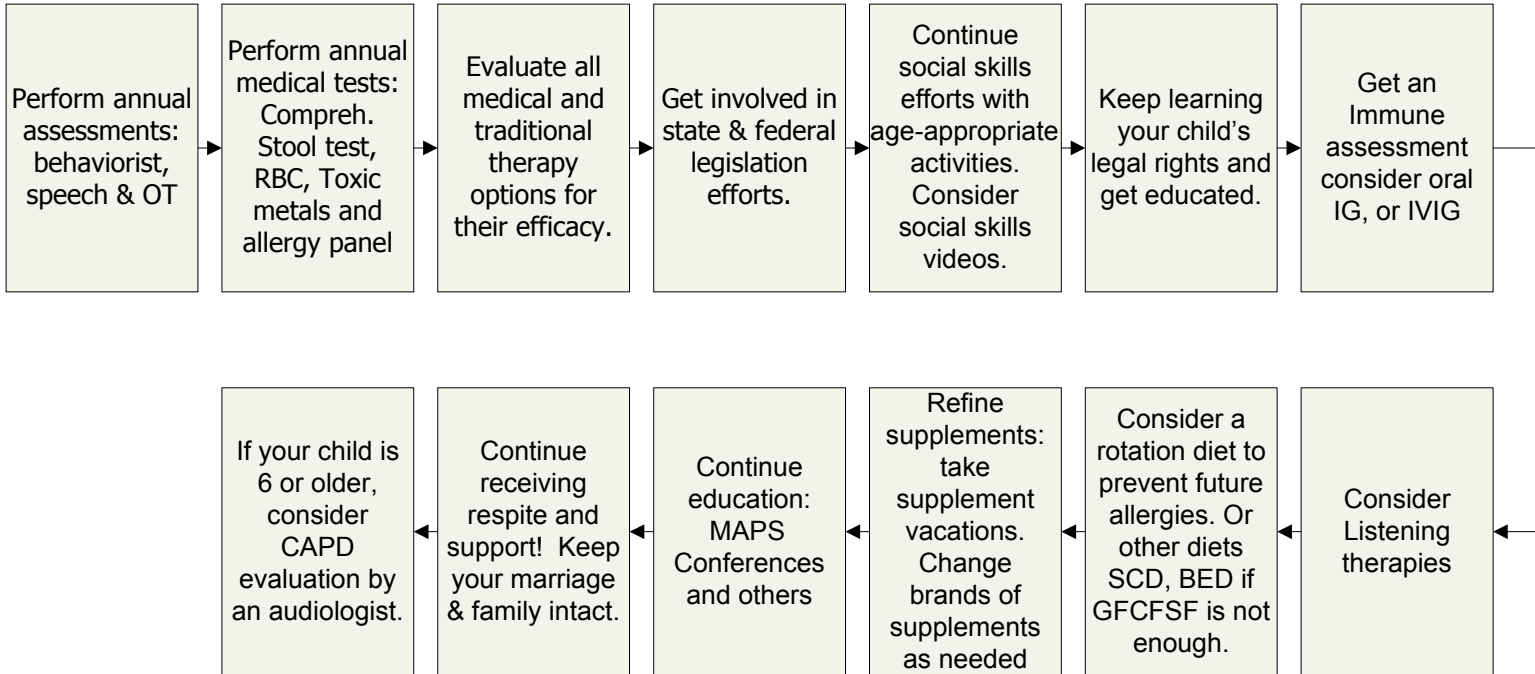 Perform annual
assessments:
behaviorist,
speech & OT
Perform annual
medical tests:
Compreh.
Stool test,
RBC, Toxic
metals and
allergy panel
Evaluate all
medical and
traditional
therapy
options for
their efficacy.
Get involved in
state & federal
legislation
efforts.
Continue
social skills
efforts with
age-appropriate
activities.
Consider
social skills
videos.
Keep learning
your child’s
legal rights and
get educated.
Get an
Immune
assessment
consider oral
IG, or IVIG
Consider
Listening
therapies
Consider a
rotation diet to
prevent future
allergies. Or
other diets
SCD, BED if
GFCFSF is not
enough.
Refine
supplements:
take
supplement
vacations.
Change
brands of
supplements
as needed
Continue
education:
MAPS
Conferences
and others
Continue
receiving
respite and
support!  Keep
your marriage
& family intact.
If your child is
6 or older,
consider
CAPD
evaluation by
an audiologist.